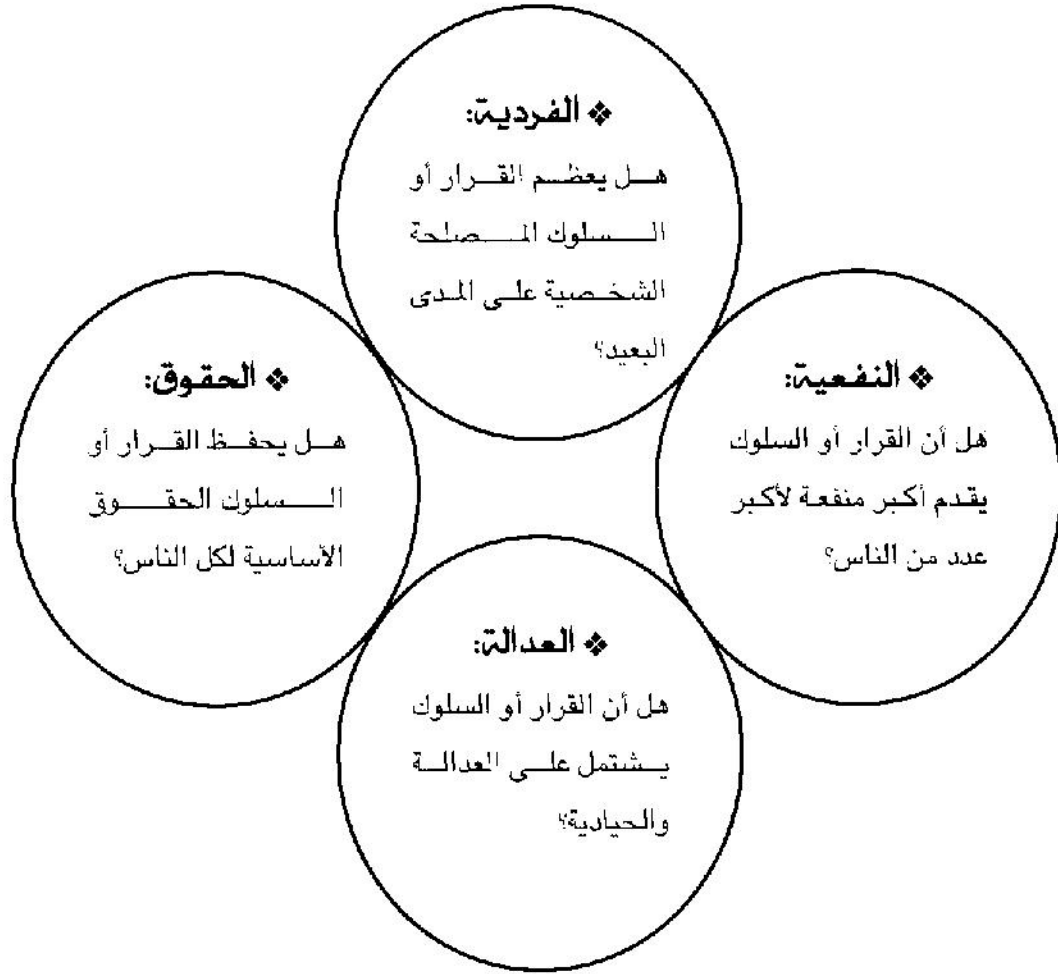 ❖ الفردية:
هل يعظم القرار أو
السلوك المصلحة
الشخصية على المدى
البعيد؟
❖ النفعية:
هل أن القرار أو السلوك
يقدم أكبر منفعة لأكبر
عدد من الناس؟
❖ الحقوق:
هل يحفظ القرار أو
السلوك الحقوق
الأساسية لكل الناس؟
❖ العدالة:
هل أن القرار أو السلوك
يشتمل على العدالة
والحيادية؟